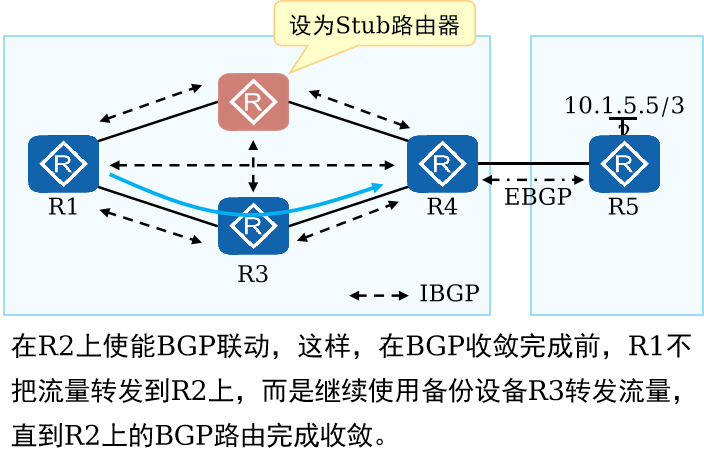 设为Stub路由器
10.1.5.5/3
2
R
R
R
R
R
R1
R4
EBGP
R5
R3
IBGP
在R2上使能BGP联动，这样，在BGP收敛完成前，R1不
把流量转发到R2上，而是继续使用备份设备R3转发流量，
直到R2上的BGP路由完成收敛。